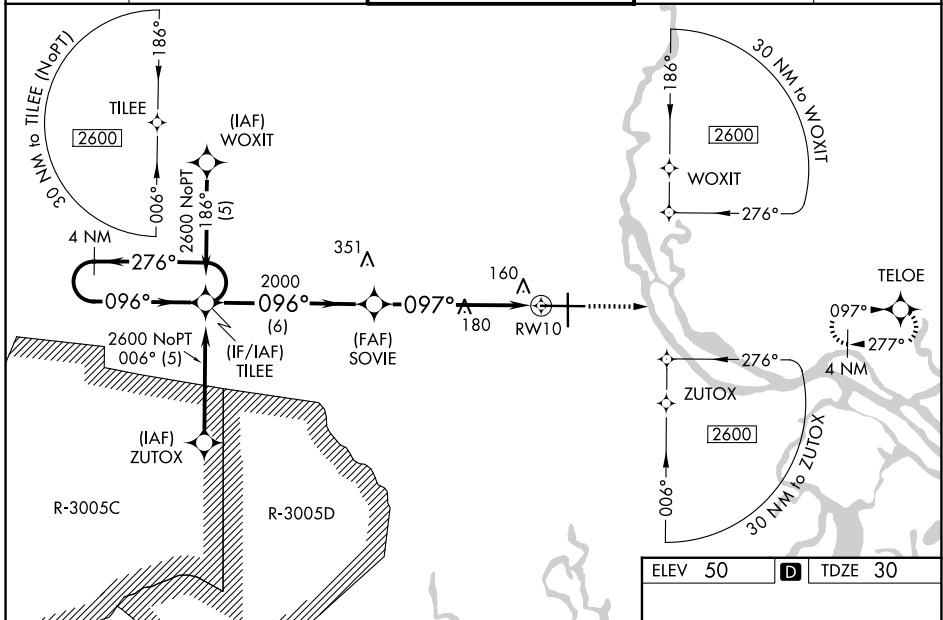 30 NM to TILEE (NoPT)
186°
TILEE
2600
006°
(IAF)
WOXIT
2600 NoPT
186°
(5)
4 NM
276°
096°
2000
096°
(6)
351
(FAF)
SOVIE
097°
180
160
RW10
2600 NoPT
006° (5)
(IF/IAF)
TILEE
(IAF)
ZUTOX
R-3005C
R-3005D
186°
30 NM to WOXIT
2600
WOXIT
276°
TELOE
097°
277°
4 NM
276°
ZUTOX
2600
006°
30 NM to ZUTOX
ELEV 50 D TDZE 30